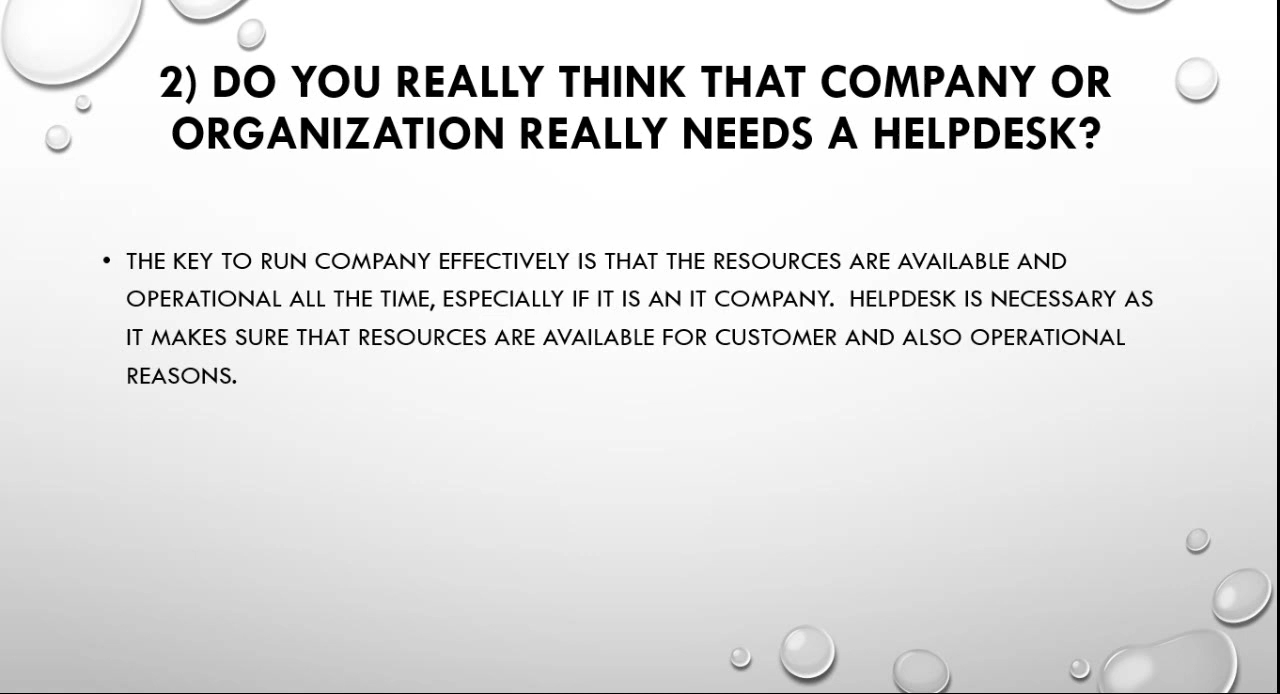 2) DO YOU REALLY THINK THAT COMPANY OR
ORGANIZATION REALLY NEEDS A HELPDESK?
• THE KEY TO RUN COMPANY EFFECTIVELY IS THAT THE RESOURCES ARE AVAILABLE AND
OPERATIONAL ALL THE TIME, ESPECIALLY IF IT IS AN IT COMPANY. HELPDESK IS NECESSARY AS
IT MAKES SURE THAT RESOURCES ARE AVAILABLE FOR CUSTOMER AND ALSO OPERATIONAL
REASONS.